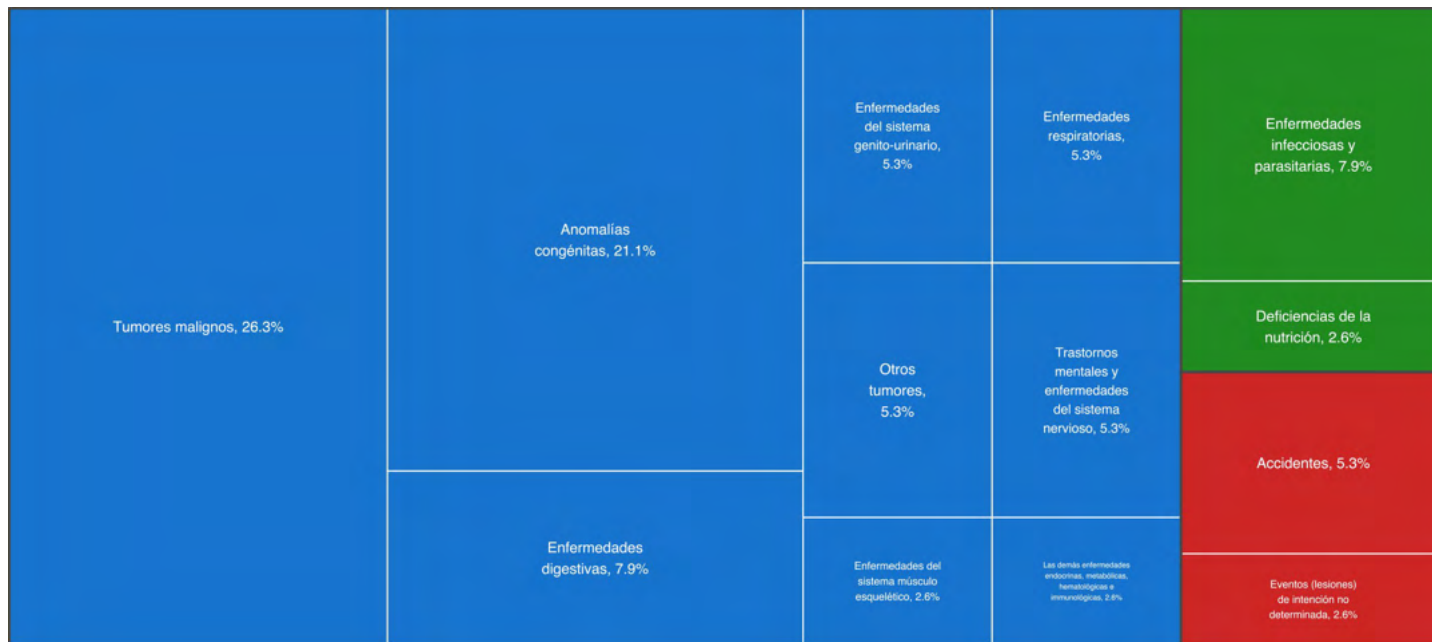 Tumores malignos, 26.3%
Anomalías
congénitas, 21.1%
Enfermedades
digestivas, 7.9%
Enfermedades
del sistema
genito-urinario,
5.3%
Enfermedades
respiratorias,
5.3%
Otros
tumores,
5.3%
Trastornos
mentales y
enfermedades
del sistema
nervioso, 5.3%
Enfermedades del
sistema músculo
esquelético, 2.6%
Las demás enfermedades
endocrinas, metabólicas,
hematológicas e
immunológicas, 2.6%
Enfermedades
infecciosas y
parasitarias, 7.9%
Deficiencias de la
nutrición, 2.6%
Accidentes, 5.3%
Eventos (lesiones)
de intención no
determinada, 2.6%